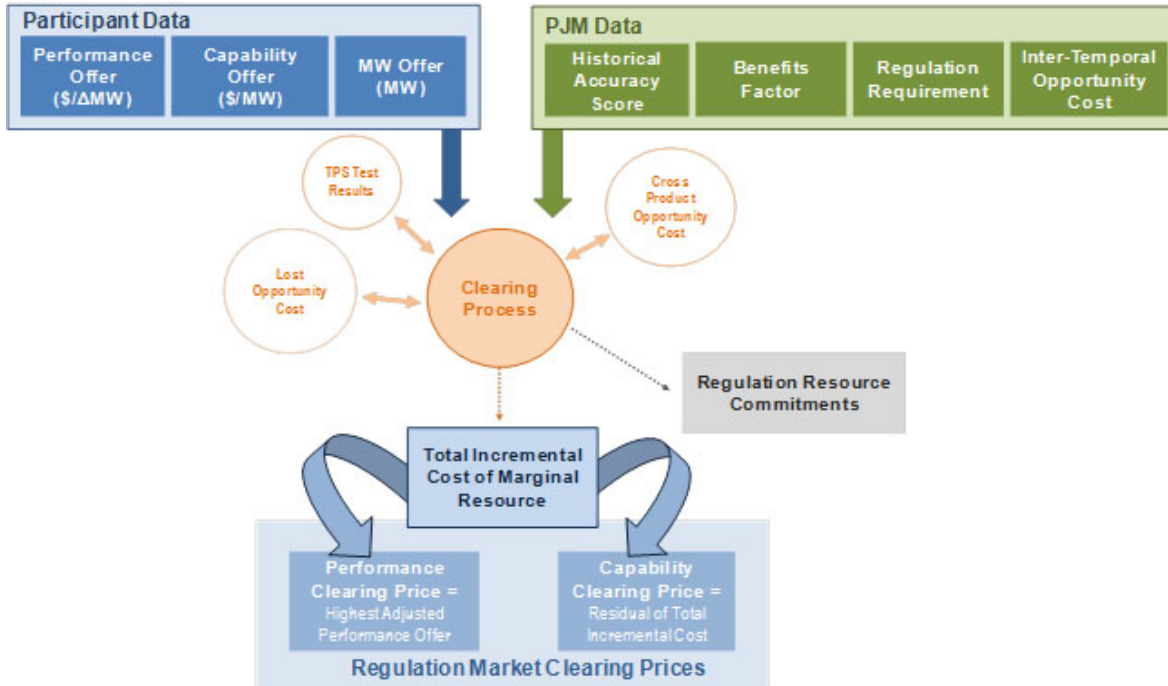 Participant Data
Performance
Offer
($/ΔMW)
Capability
Offer
($/MW)
MW Offer
(MW)
PJM Data
Historical
Accuracy
Score
Benefits
Factor
Regulation
Requirement
Inter-Temporal
Opportunity
Cost
TPS Test
Results
Cross
Product
Opportunity
Cost
Lost
Opportunity
Cost
Clearing
Process
Regulation Resource
Commitments
Total Incremental
Cost of Marginal
Resource
Performance
Clearing Price =
Highest Adjusted
Performance Offer
Capability
Clearing Price =
Residual of Total
Incremental Cost
Regulation Market Clearing Prices